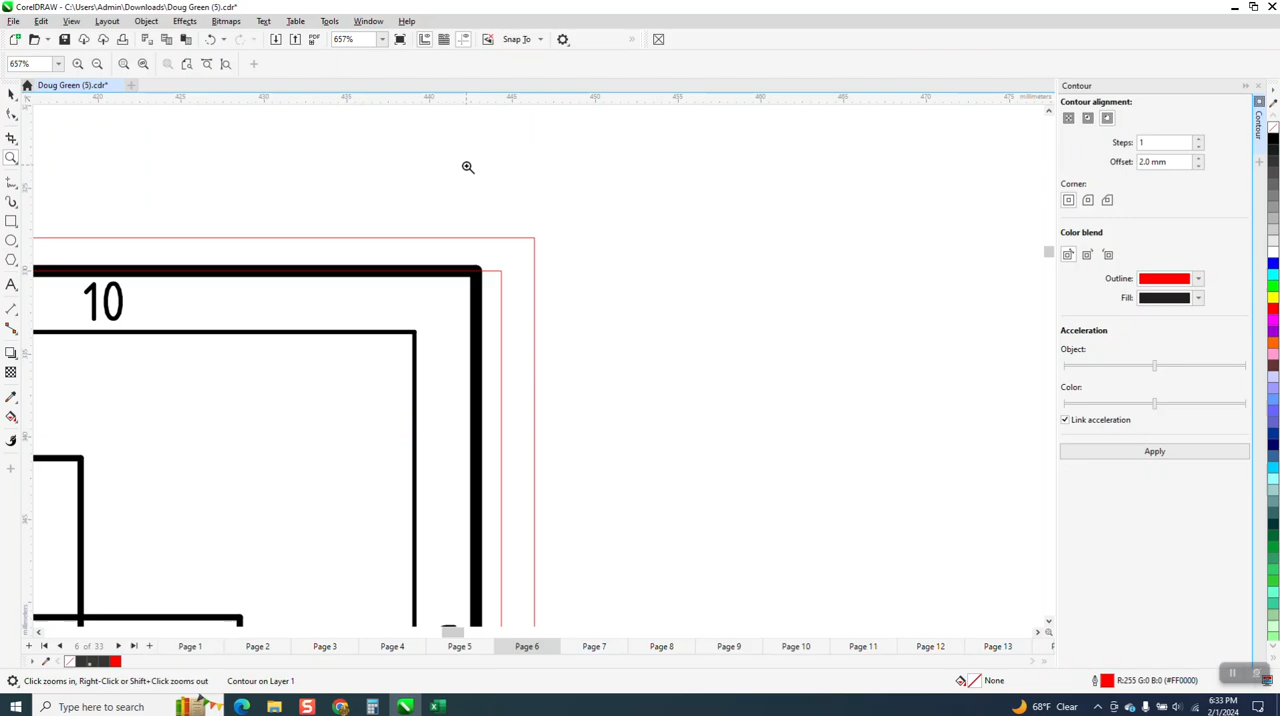 CorelDRAW - C:\Users\Admin\Downloads\Doug Green (5).cdr*
File Edit View Layout Object Effects Bitmaps Text Table Tools Window Help
657% PDF Snap To
657%
Doug Green (5).cdr*
420 425 430 435 440 445 450 455 460 465 470 475 millimeters
10
millimeters
Contour
Contour alignment:
Steps: 1
Offset: 2.0 mm
Corner:
Color blend
Outline:
Fill:
Acceleration
Object:
Color:
Link acceleration
Apply
Contour
6 of 33 Page 1 Page 2 Page 3 Page 4 Page 5 Page 6 Page 7 Page 8 Page 9 Page 10 Page 11 Page 12 Page 13
Click zooms in, Right-Click or Shift+Click zooms out Contour on Layer 1 None R:255 G:0 B:0 (#FF0000)
Type here to search 68°F Clear 6:33 PM
2/1/2024